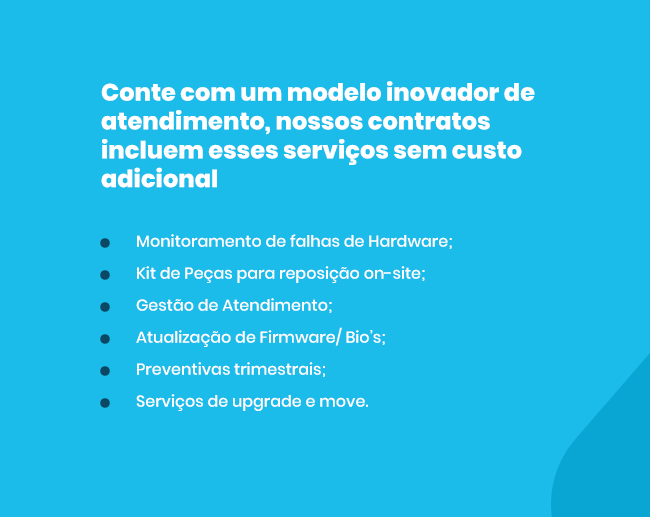 Conte com um modelo inovador de
atendimento, nossos contratos
incluem esses serviços sem custo
adicional
● Monitoramento de falhas de Hardware;
● Kit de Peças para reposição on-site;
● Gestão de Atendimento;
● Atualização de Firmware/ Bio's;
● Preventivas trimestrais;
● Serviços de upgrade e move.